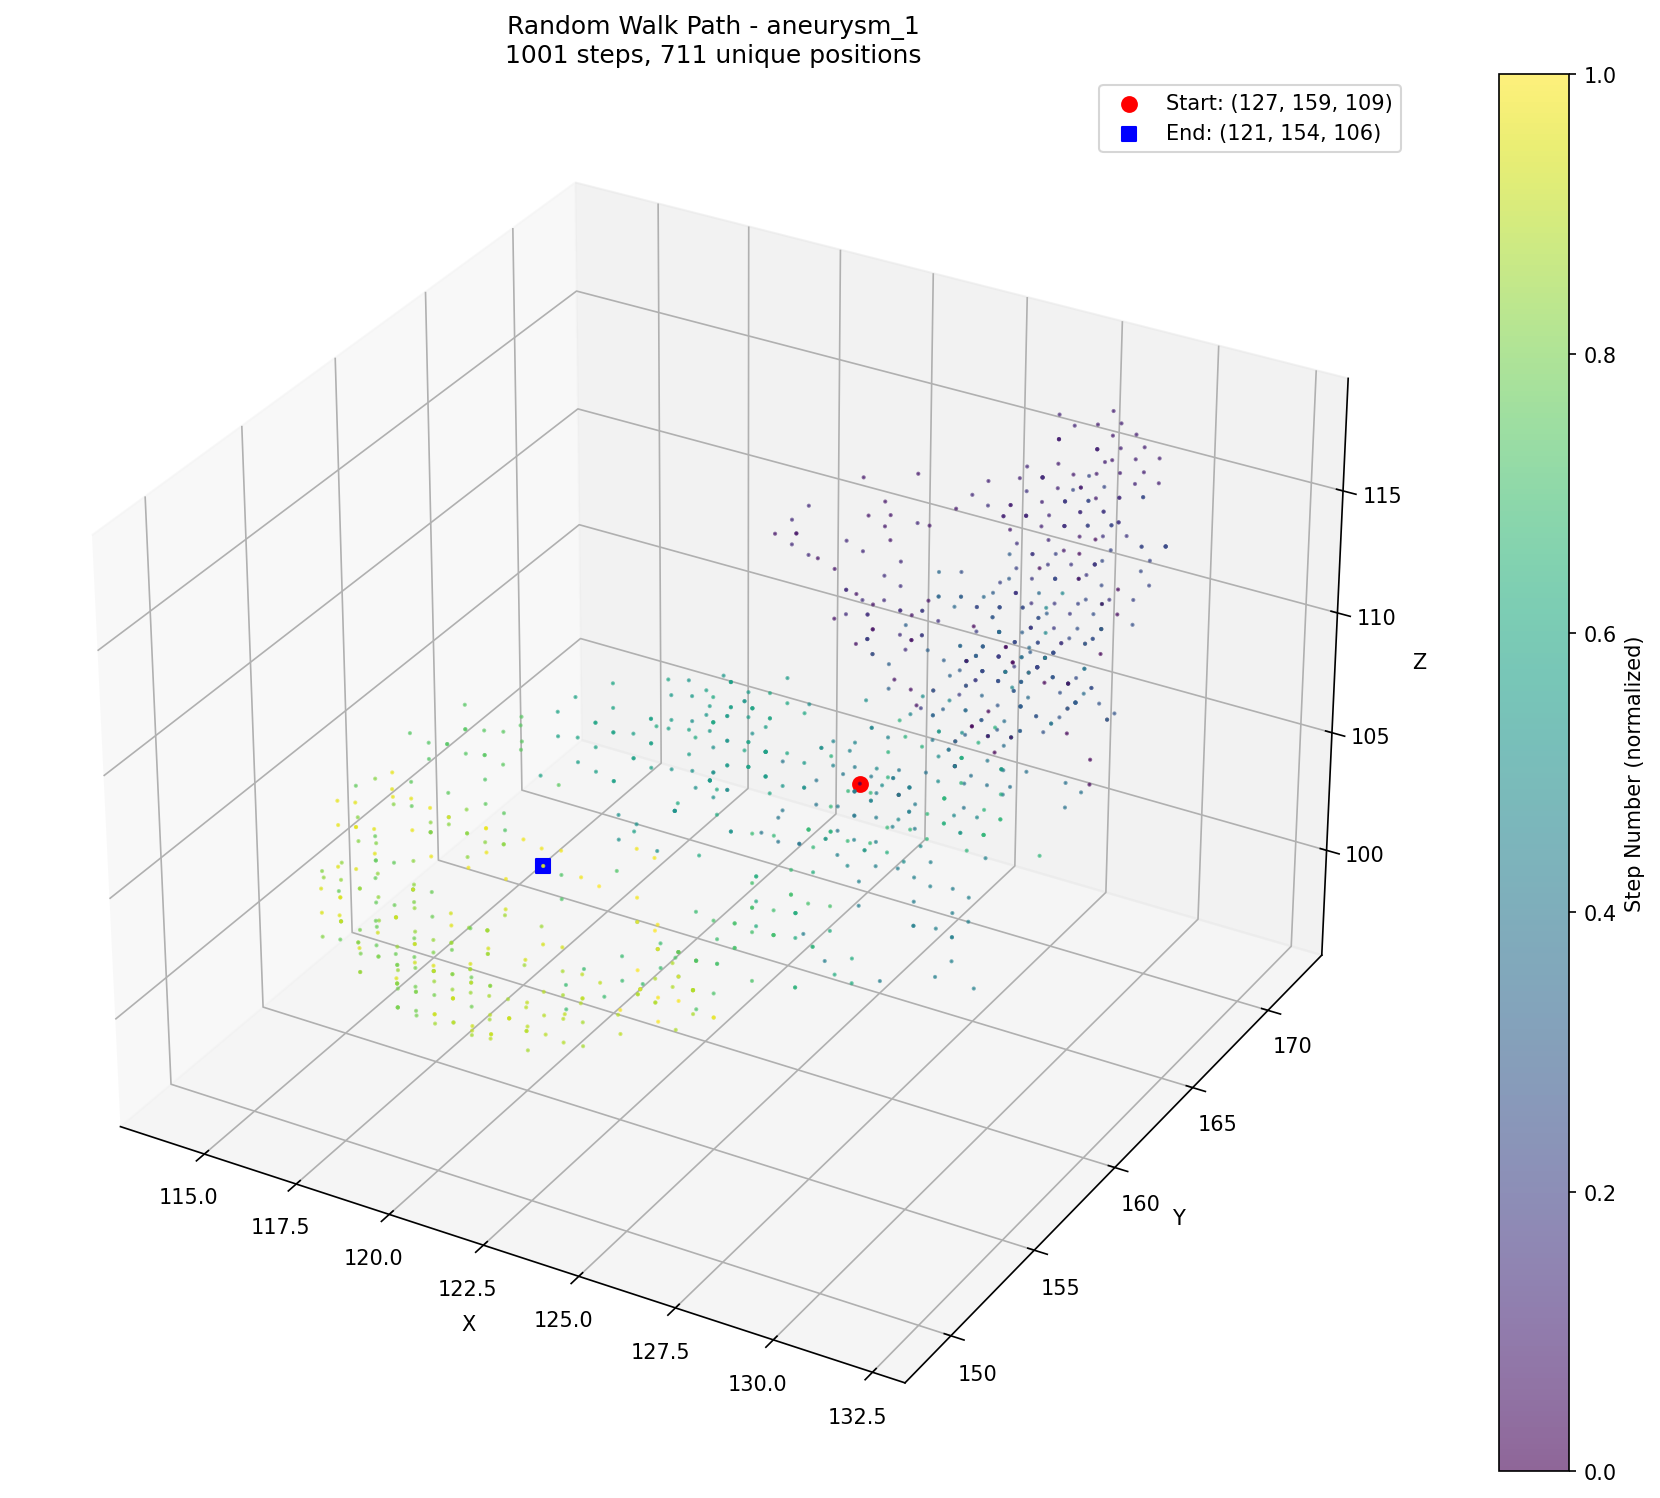 Random Walk Path - aneurysm_1
1001 steps, 711 unique positions
Start: (127, 159, 109)
End: (121, 154, 106)
1.0
0.8
0.6
0.4
0.2
0.0
Step Number (normalized)
115
110
105
100
Z
170
165
160
155
150
Y
115.0
117.5
120.0
122.5
125.0
127.5
130.0
132.5
X